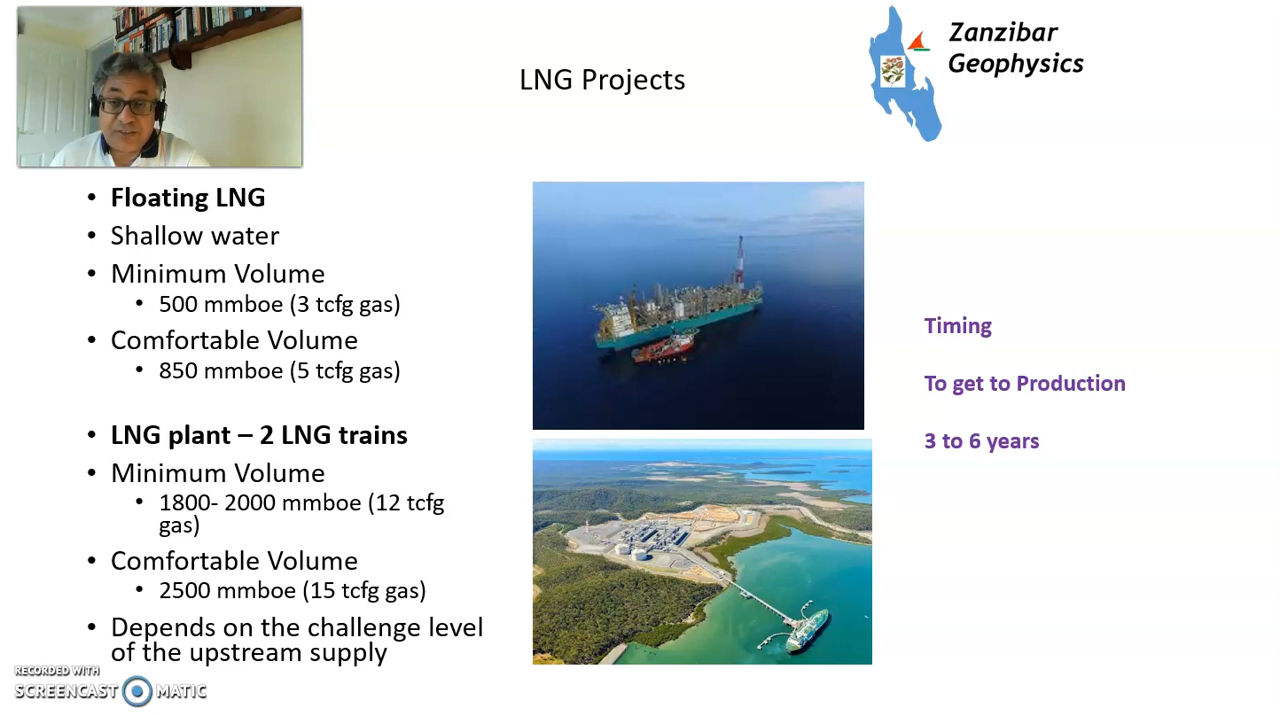 LNG Projects
Zanzibar
Geophysics
• Floating LNG
• Shallow water
• Minimum Volume
• 500 mmboe (3 tcfg gas)
• Comfortable Volume
• 850 mmboe (5 tcfg gas)
• LNG plant – 2 LNG trains
• Minimum Volume
• 1800- 2000 mmboe (12 tcfg
gas)
• Comfortable Volume
• 2500 mmboe (15 tcfg gas)
• Depends on the challenge level
of the upstream supply
Timing
To get to Production
3 to 6 years
RECORDED WITH
SCREENCAST MATIC